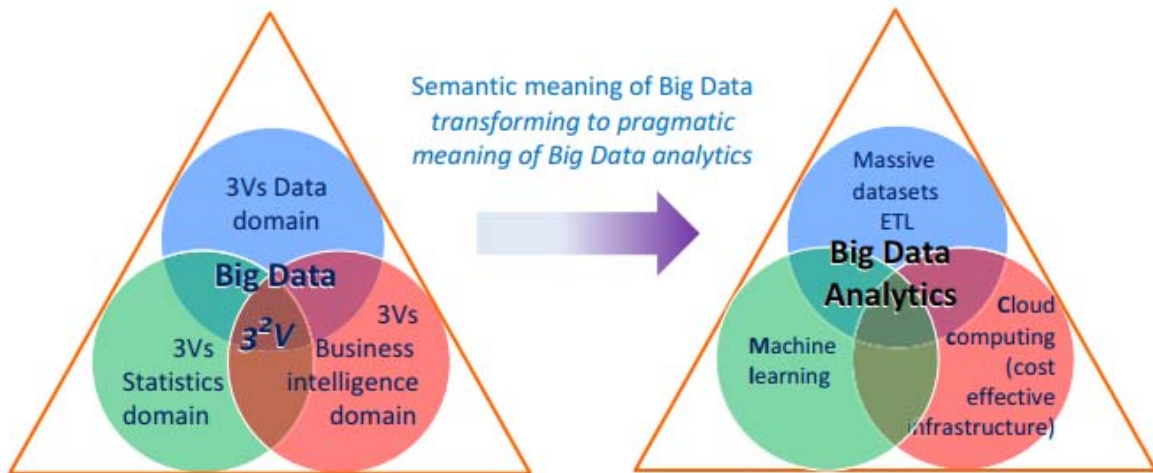 Semantic meaning of Big Data
transforming to pragmatic
meaning of Big Data analytics
3Vs Data
domain
Big Data
3²V
3Vs
Statistics
domain
3Vs
Business
intelligence
domain
Massive
datasets
ETL
Big Data
Analytics
Machine
learning
Cloud
computing
(cost
effective
infrastructure)